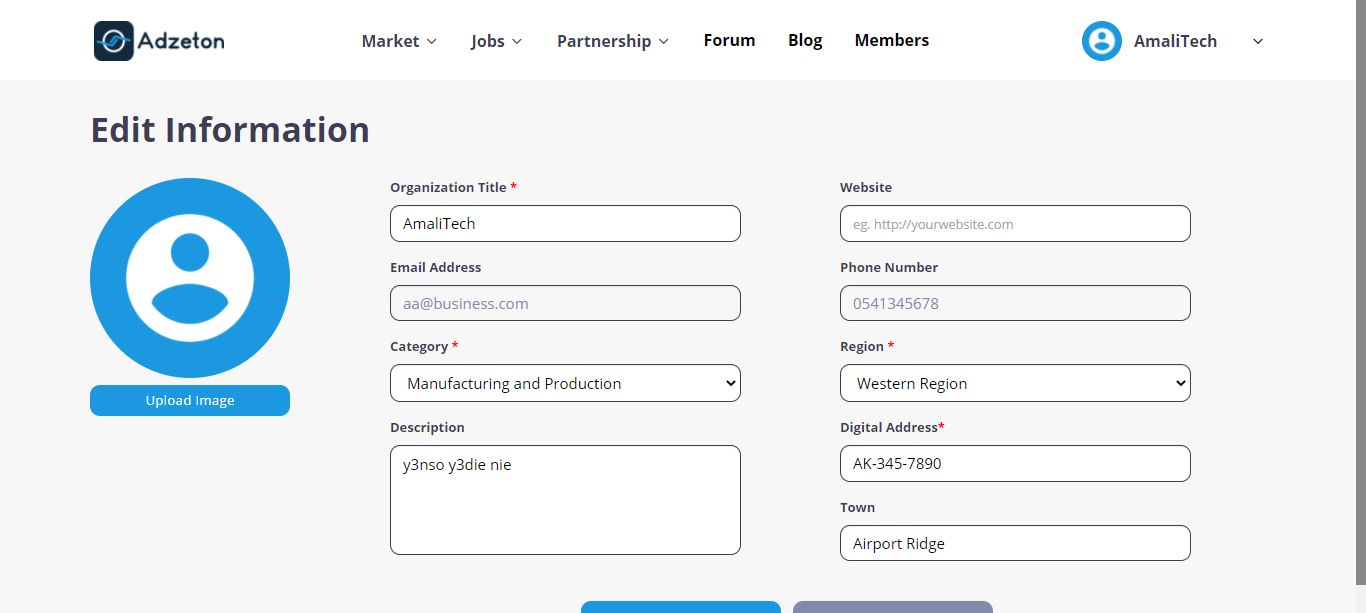 Adzeton
Market
Jobs
Partnership
Forum
Blog
Members
AmaliTech
Edit Information
Upload Image
Organization Title *
AmaliTech
Website
eg. http://yourwebsite.com
Email Address
aa@business.com
Phone Number
0541345678
Category *
Manufacturing and Production
Region *
Western Region
Description
y3nso y3die nie
Digital Address*
AK-345-7890
Town
Airport Ridge